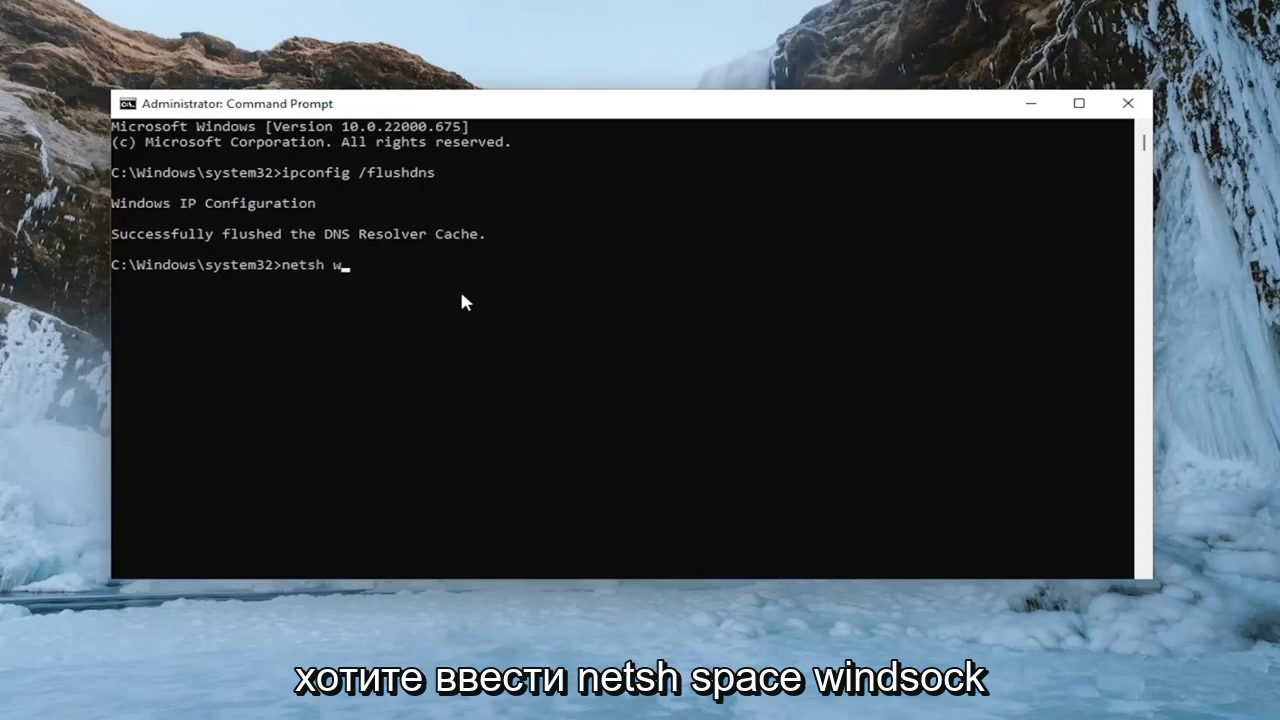 Administrator: Command Prompt
Microsoft Windows [Version 10.0.22000.675]
(c) Microsoft Corporation. All rights reserved.
C:\Windows\system32>ipconfig /flushdns
Windows IP Configuration
Successfully flushed the DNS Resolver Cache.
C:\Windows\system32>netsh w_
хотите ввести netsh space windsock